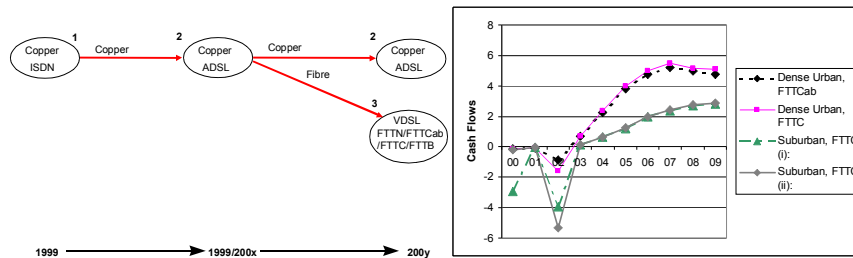 1
2
2
Copper
ISDN
Copper
Copper
ADSL
Copper
Copper
ADSL
Fibre
3
VDSL
FTTN/FTTCab
/FTTC/FTTB
1999
1999/200x
200y
Cash Flows
8
6
4
2
0
-2
-4
-6
00 01 02 03 04 05 06 07 08 09
Dense Urban,
FTTCab
Dense Urban,
FTTC
Suburban, FTTC
(i):
Suburban, FTTC
(ii):